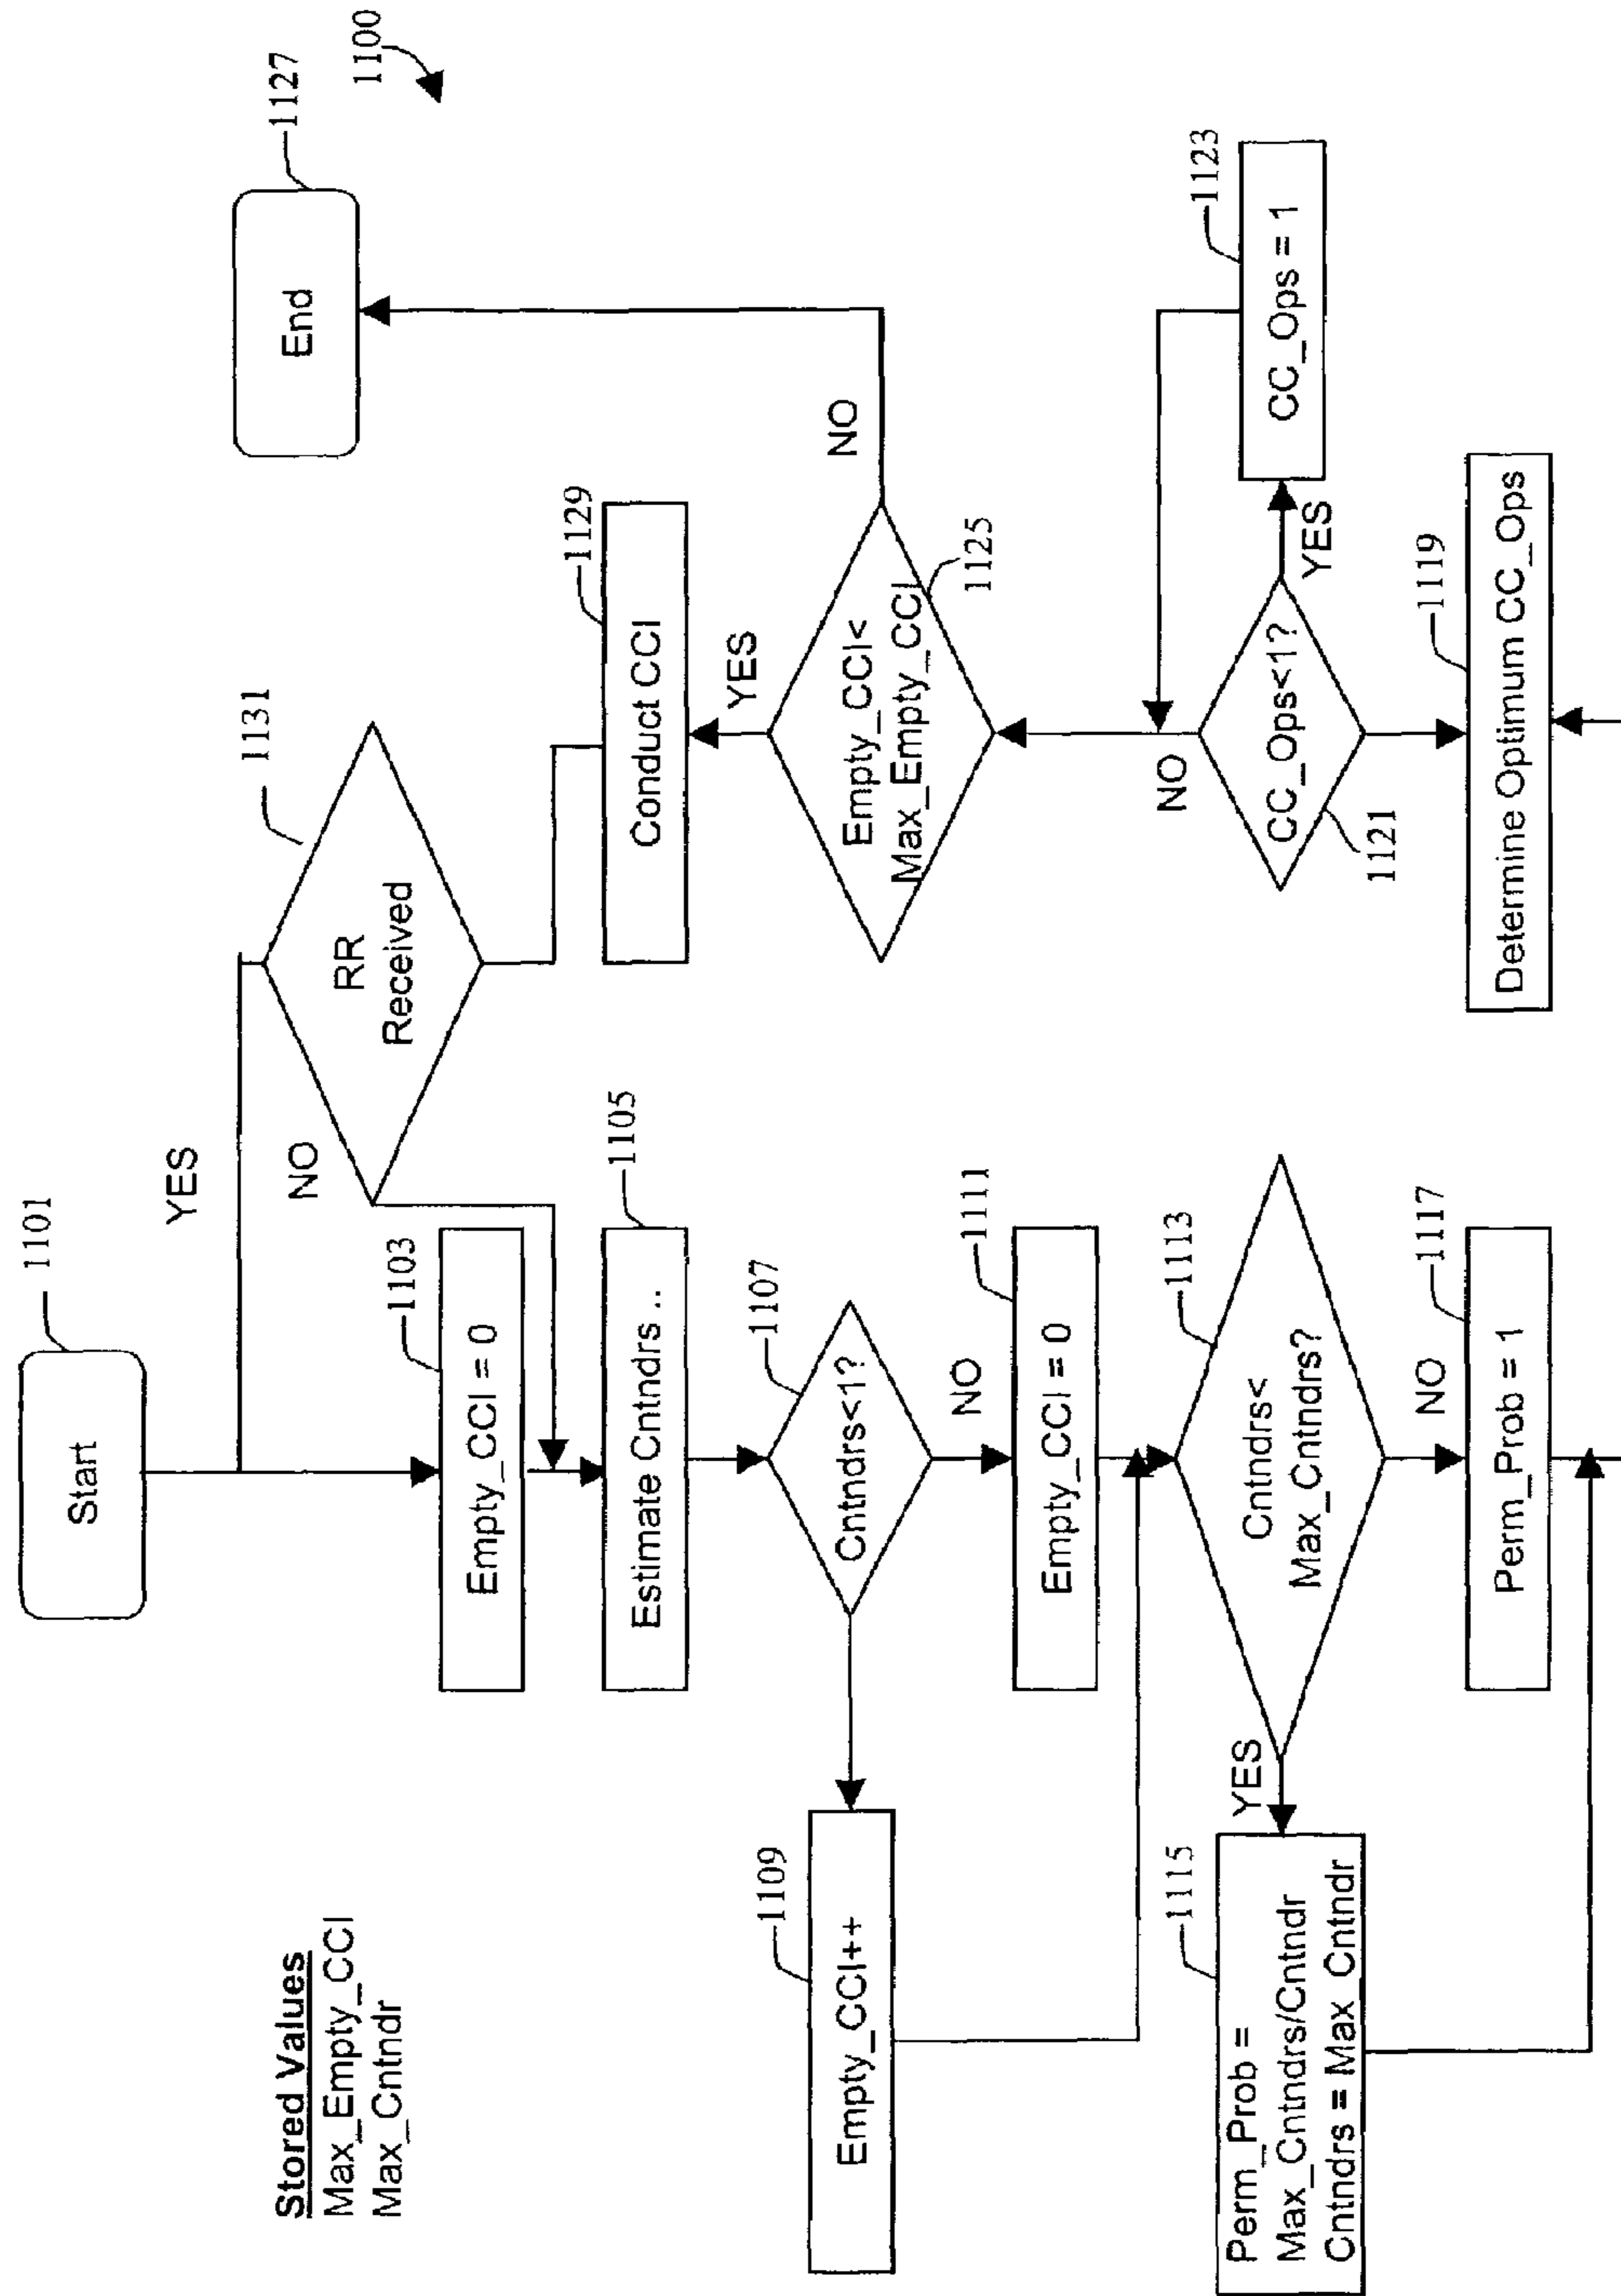 Stored Values
Max_Empty_CCI
Max_Cntndr
Start
1101
YES
NO
Empty_CCI = 0
1103
Estimate Cntndrs ..
1105
Cntndrs<1?
1107
Empty_CCI++
1109
NO
Empty_CCI = 0
1111
Cntndrs<
Max_Cntndrs?
1113
YES
Perm_Prob =
Max_Cntndrs/Cntndr
Cntndrs = Max_Cntndr
1115
NO
Perm_Prob = 1
1117
RR
Received
1131
Conduct CCI
1129
YES
Empty_CCI<
Max_Empty_CCI
1125
NO
End
1127
1100
NO
CC_Ops<1?
1121
YES
CC_Ops = 1
1123
Determine Optimum CC_Ops
1119